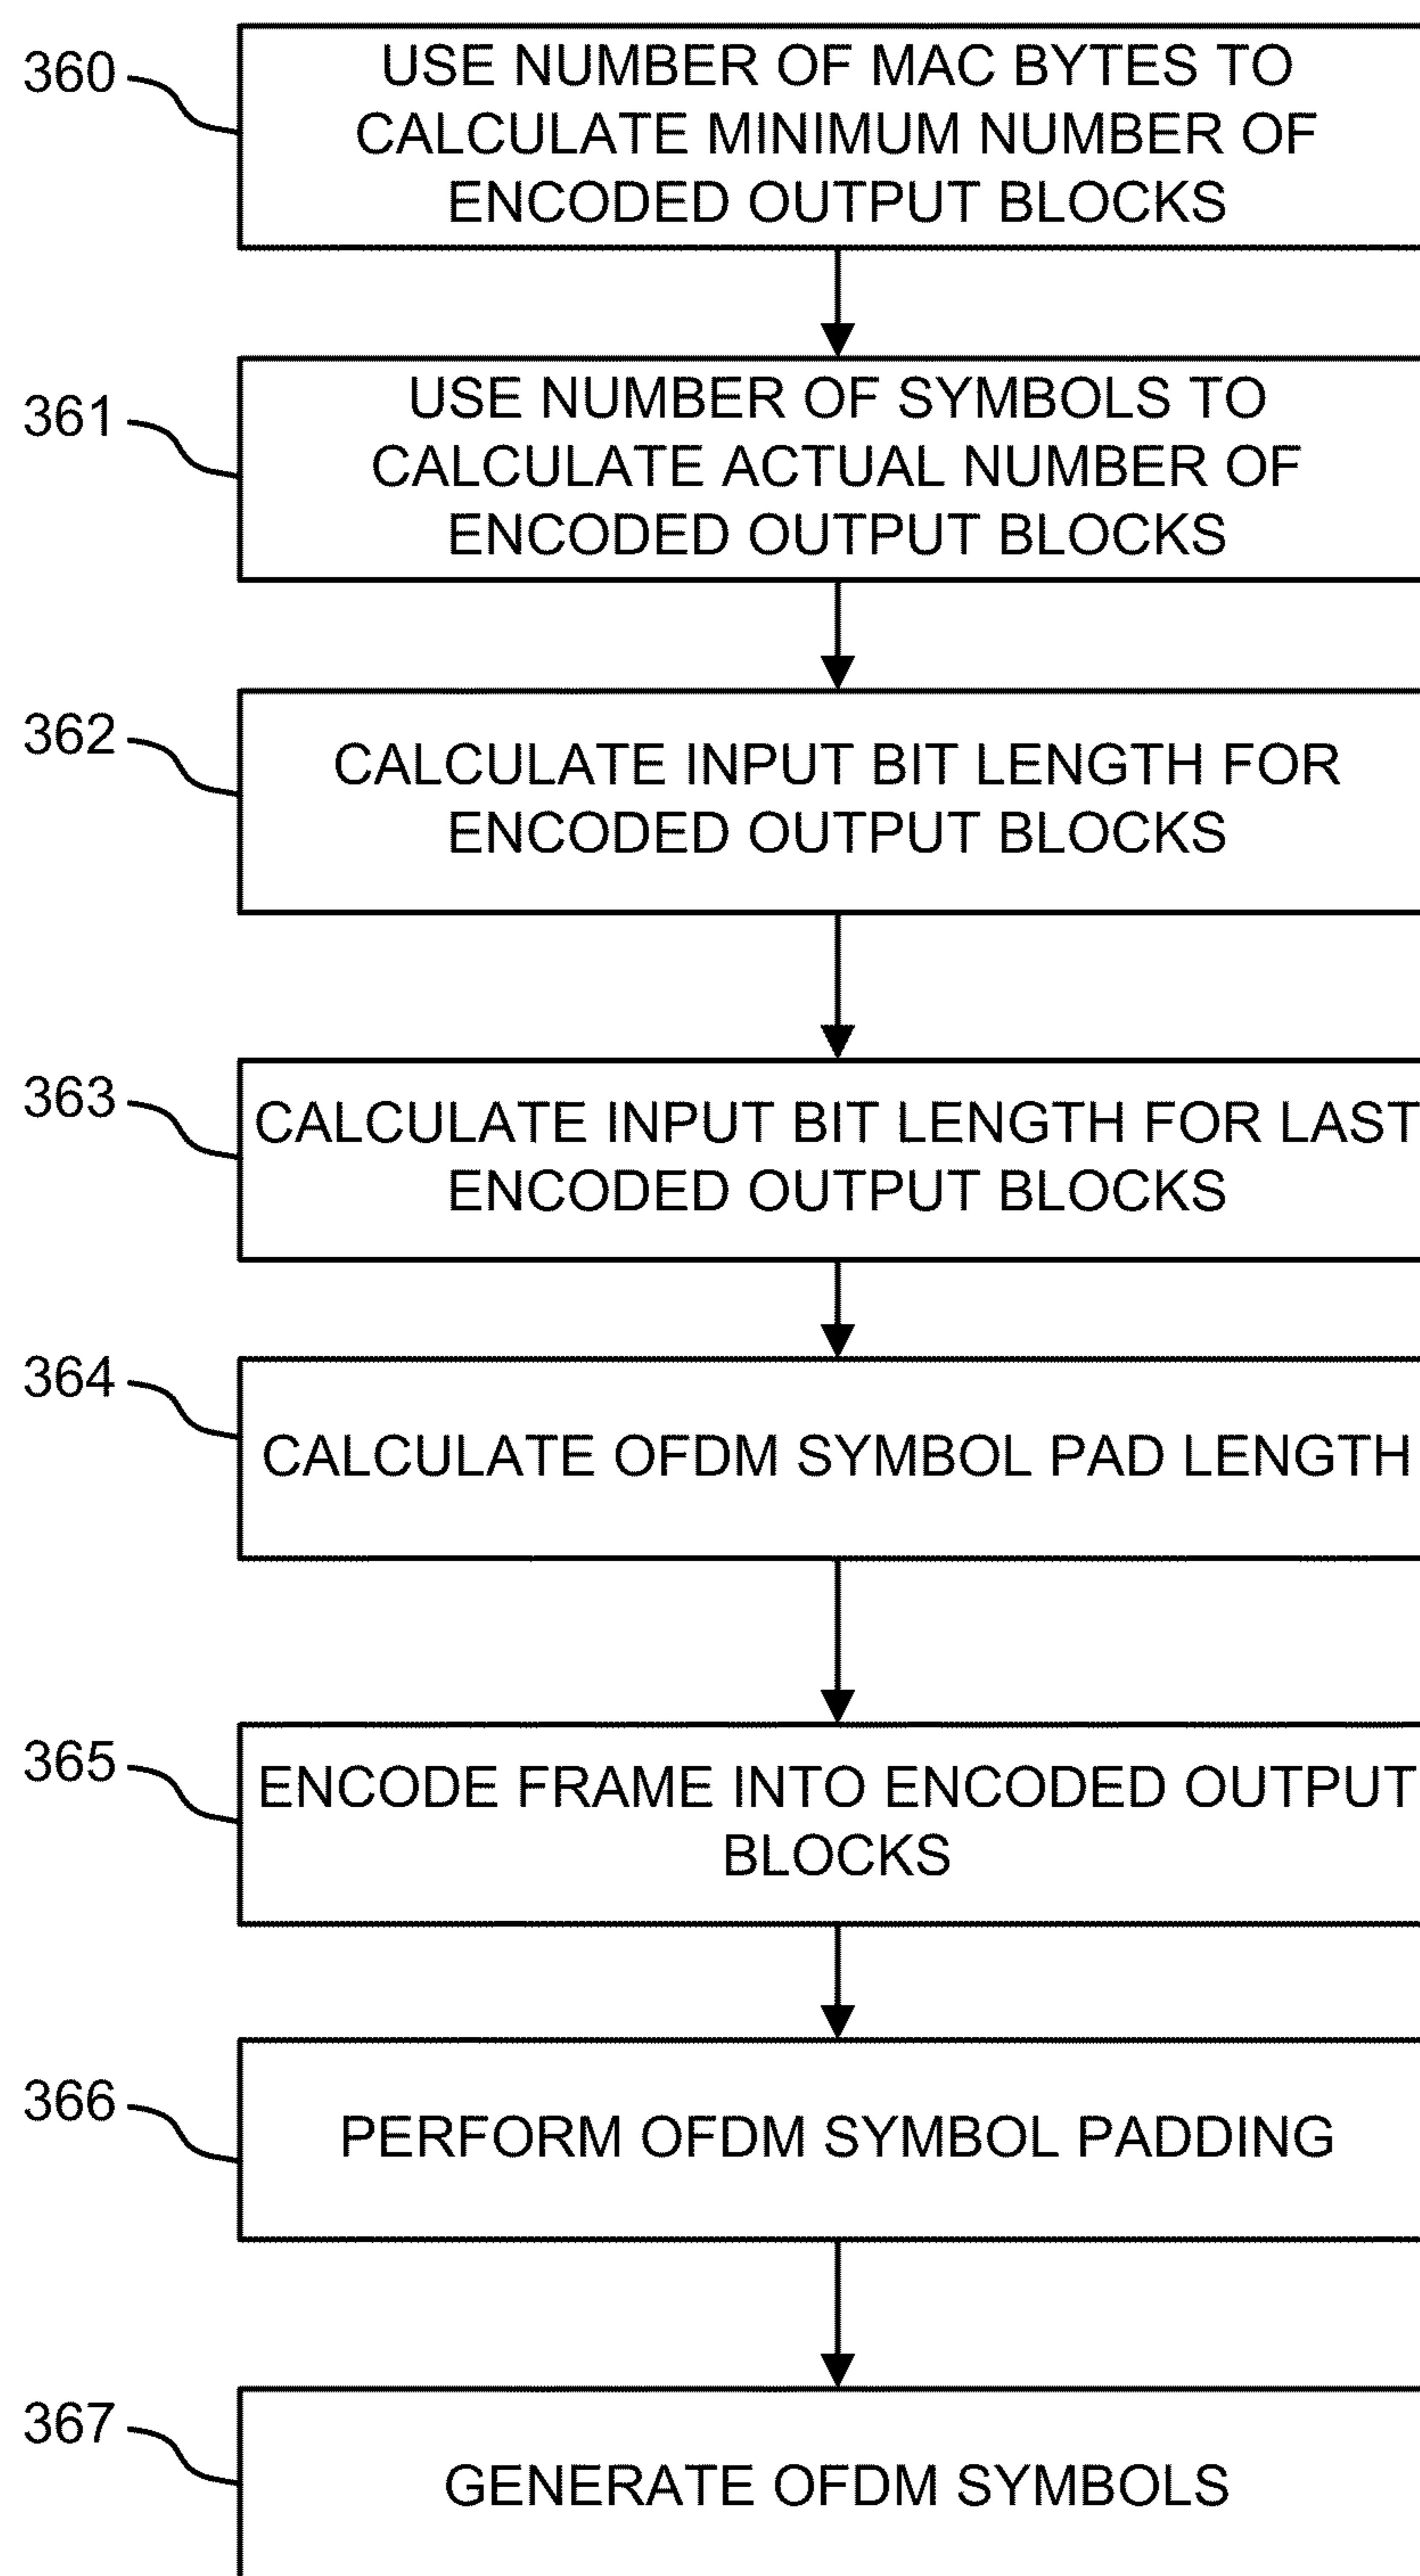 360
USE NUMBER OF MAC BYTES TO
CALCULATE MINIMUM NUMBER OF
ENCODED OUTPUT BLOCKS
361
USE NUMBER OF SYMBOLS TO
CALCULATE ACTUAL NUMBER OF
ENCODED OUTPUT BLOCKS
362
CALCULATE INPUT BIT LENGTH FOR
ENCODED OUTPUT BLOCKS
363
CALCULATE INPUT BIT LENGTH FOR LAST
ENCODED OUTPUT BLOCKS
364
CALCULATE OFDM SYMBOL PAD LENGTH
365
ENCODE FRAME INTO ENCODED OUTPUT
BLOCKS
366
PERFORM OFDM SYMBOL PADDING
367
GENERATE OFDM SYMBOLS